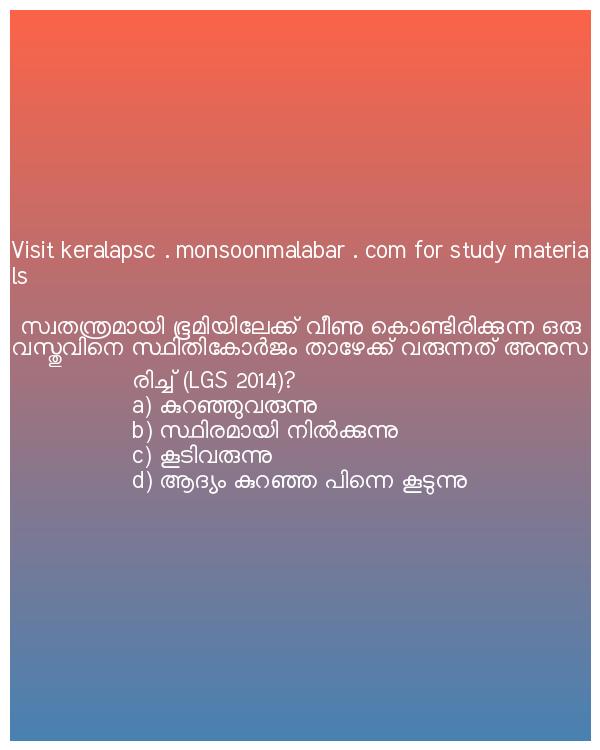 Visit keralapsc . monsoonmalabar . com for study materia
ls
സ്വതന്ത്രമായി ഭൂമിയിലേക്ക് വീണു കൊണ്ടിരിക്കുന്ന ഒരു
വസ്തുവിനെ സ്ഥിതികോർജം താഴേക്ക് വരുന്നത് അനുസ
രിച്ച് (LGS 2014)?
a) കുറഞ്ഞുവരുന്നു
b) സ്ഥിരമായി നിൽക്കുന്നു
c) കൂടിവരുന്നു
d) ആദ്യം കുറഞ്ഞ പിന്നെ കൂടുന്നു